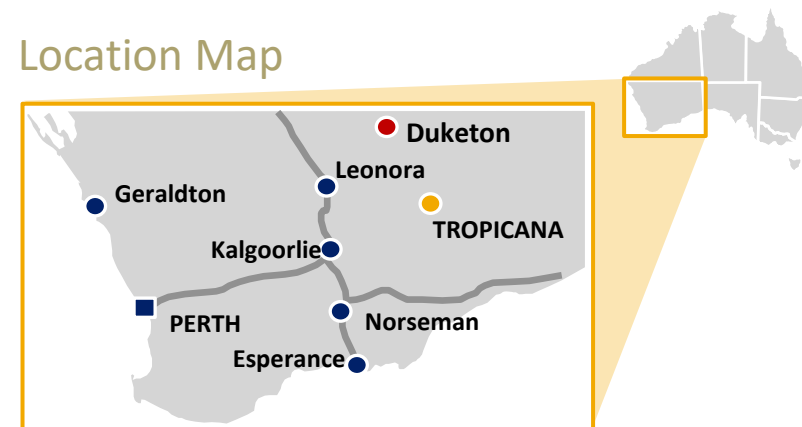 Location Map
Duketon
Leonora
Geraldton
TROPICANA
Kalgoorlie
PERTH
Norseman
Esperance